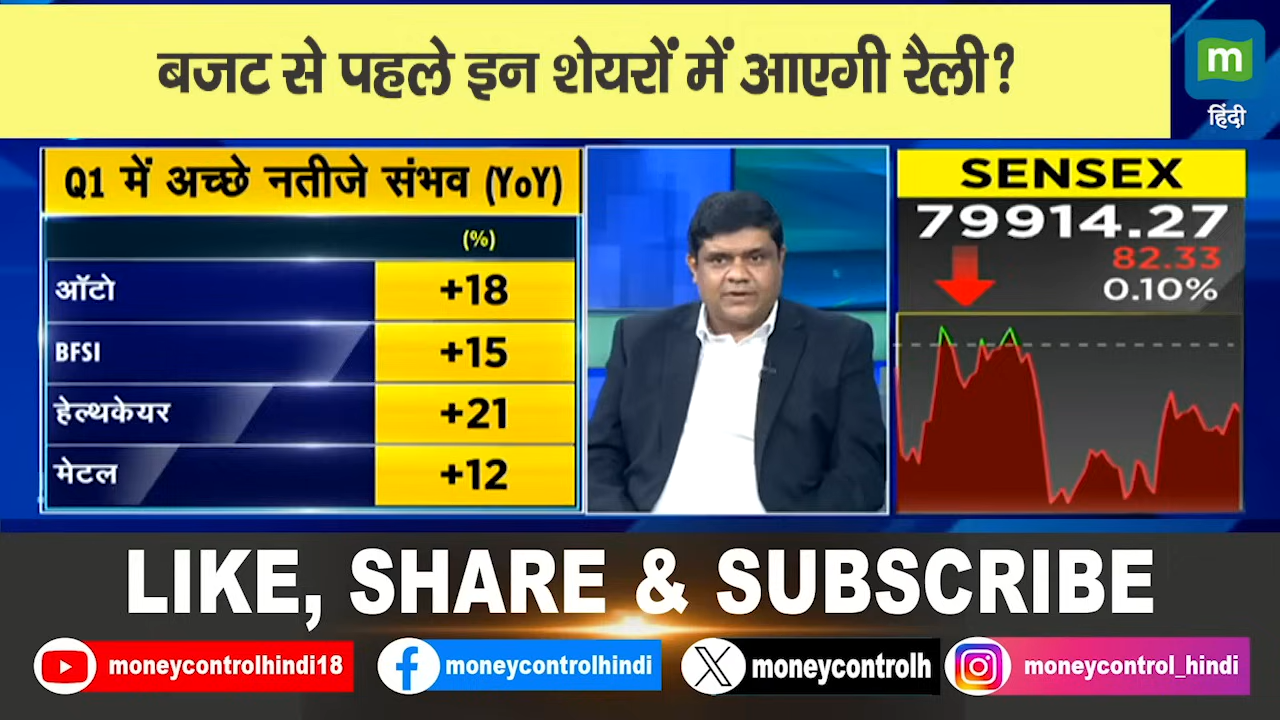 बजट से पहले इन शेयरों में आएगी रैली?
m
हिंदी
Q1 में अच्छे नतीजे संभव (YoY)
(%)
ऑटो +18
BFSI +15
हेल्थकेयर +21
मेटल +12
SENSEX
79914.27
82.33
0.10%
LIKE, SHARE & SUBSCRIBE
moneycontrolhindi18
moneycontrolhindi
moneycontrolh
moneycontrol_hindi